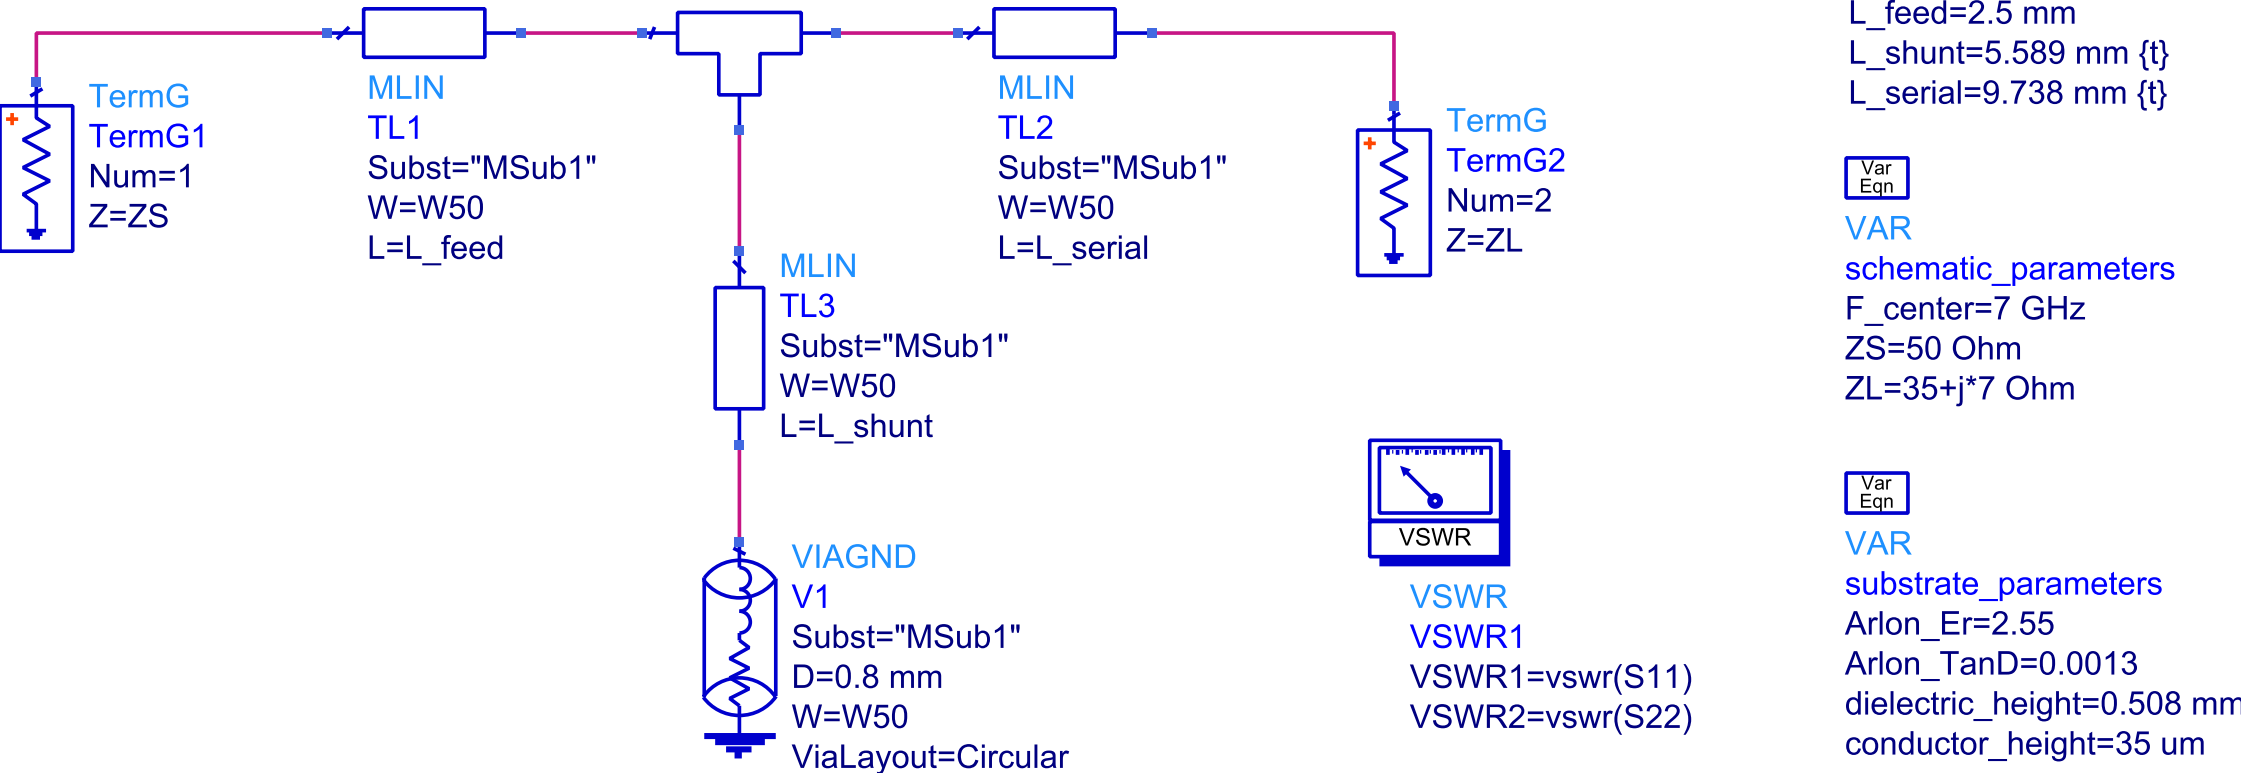 TermG
TermG1
Num=1
Z=ZS
MLIN
TL1
Subst="MSub1"
W=W50
L=L_feed
MLIN
TL2
Subst="MSub1"
W=W50
L=L_serial
TermG
TermG2
Num=2
Z=ZL
MLIN
TL3
Subst="MSub1"
W=W50
L=L_shunt
VIAGND
V1
Subst="MSub1"
D=0.8 mm
W=W50
ViaLayout=Circular
VSWR
VSWR
VSWR1
VSWR1=vswr(S11)
VSWR2=vswr(S22)
L_feed=2.5 mm
L_shunt=5.589 mm {t}
L_serial=9.738 mm {t}
Var
Eqn
VAR
schematic_parameters
F_center=7 GHz
ZS=50 Ohm
ZL=35+j*7 Ohm
Var
Eqn
VAR
substrate_parameters
Arlon_Er=2.55
Arlon_TanD=0.0013
dielectric_height=0.508 mm
conductor_height=35 um